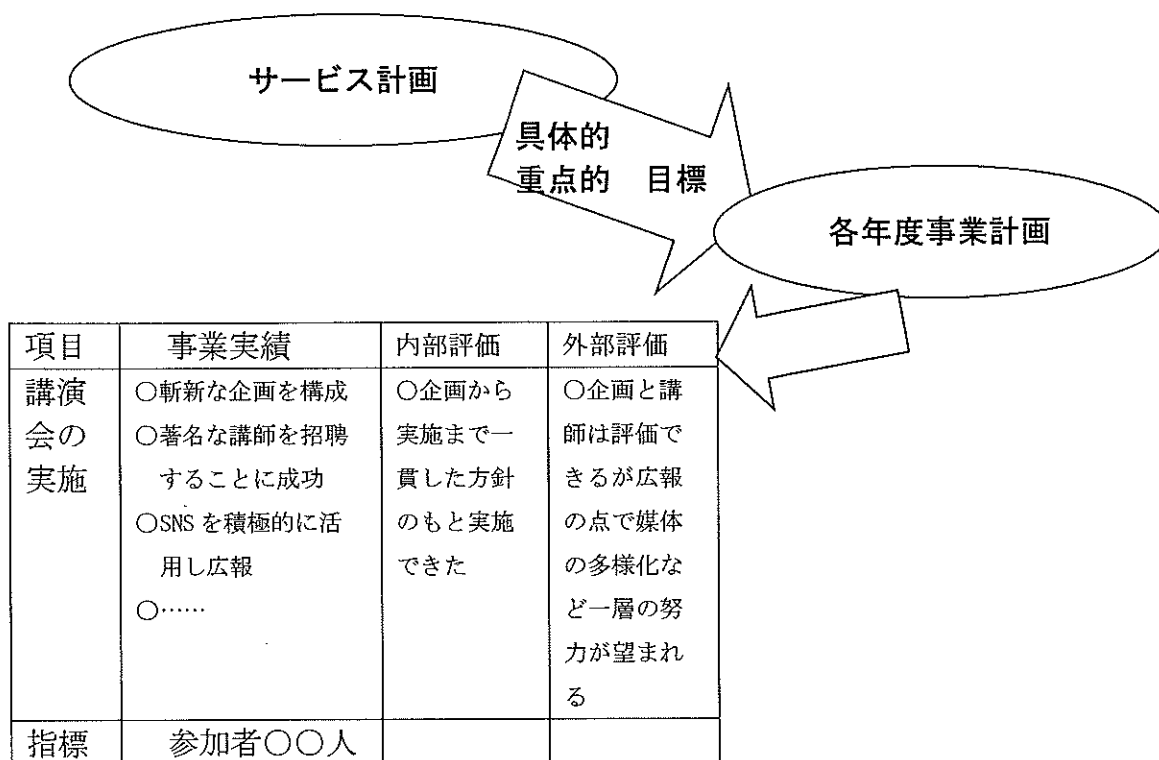 サービス計画
具体的
重点的　目標
各年度事業計画
項目　事業実績　内部評価　外部評価
講演
会の
実施
○斬新な企画を構成
○著名な講師を招聘
することに成功
○SNSを積極的に活
用し広報
○……
○企画から
実施まで一
貫した方針
のもと実施
できた
○企画と講
師は評価で
きるが広報
の点で媒体
の多様化な
ど一層の努
力が望まれ
る
指標　参加者○○人